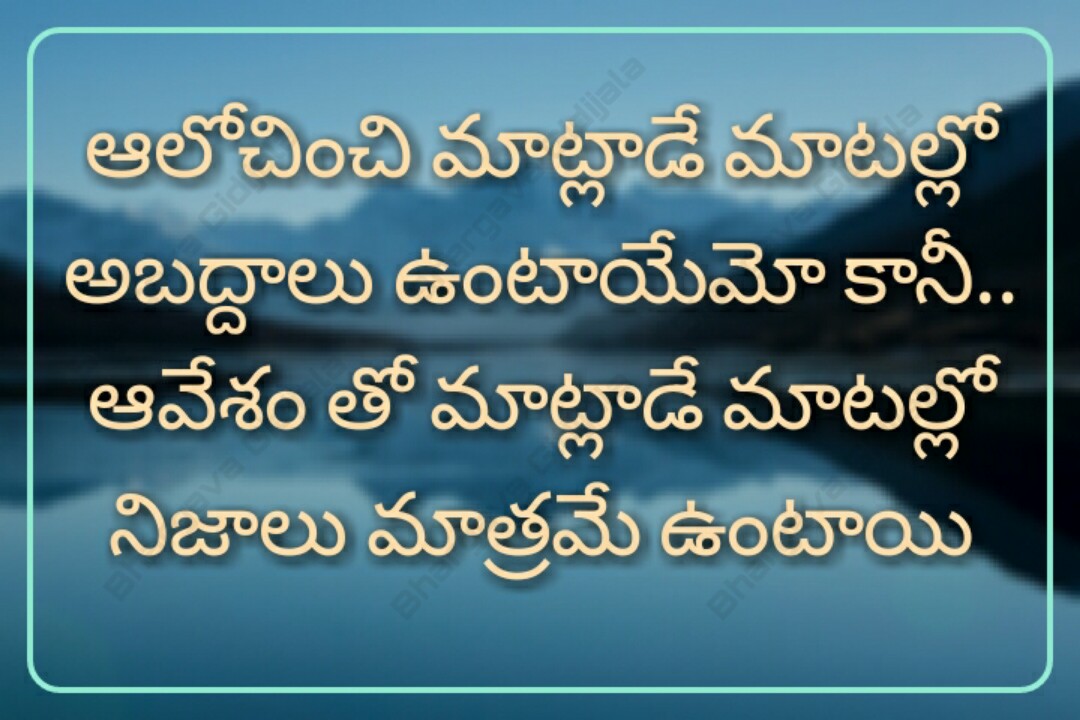 ఆలోచించి మాట్లాడే మాటల్లో
అబద్దాలు ఉంటాయేమో కానీ..
ఆవేశం తో మాట్లాడే మాటల్లో
నిజాలు మాత్రమే ఉంటాయి